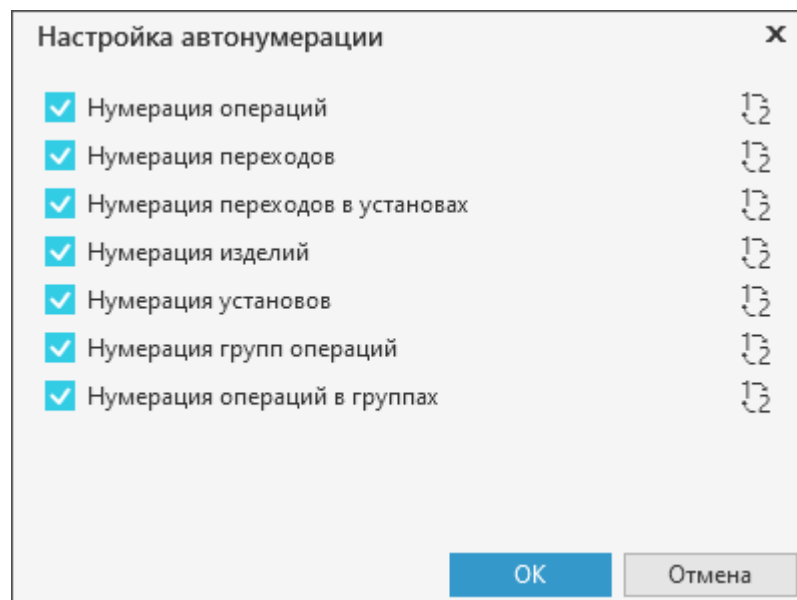 Настройка автонумерации x
Нумерация операций
Нумерация переходов
Нумерация переходов в установах
Нумерация изделий
Нумерация установов
Нумерация групп операций
Нумерация операций в группах
ОК Отмена